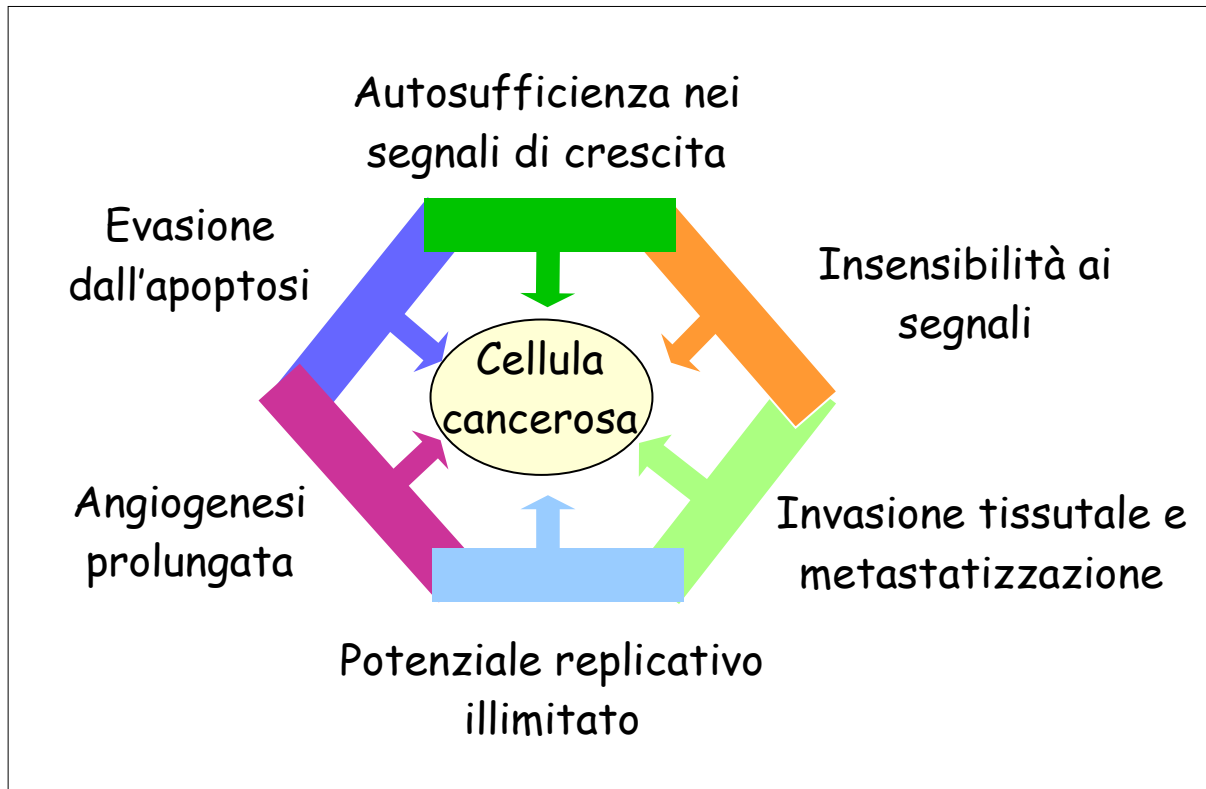 Autosufficienza nei
segnali di crescita
Evasione
dall'apoptosi
Insensibilità ai
segnali
Cellula
cancerosa
Angiogenesi
prolungata
Invasione tissutale e
metastatizzazione
Potenziale replicativo
illimitato